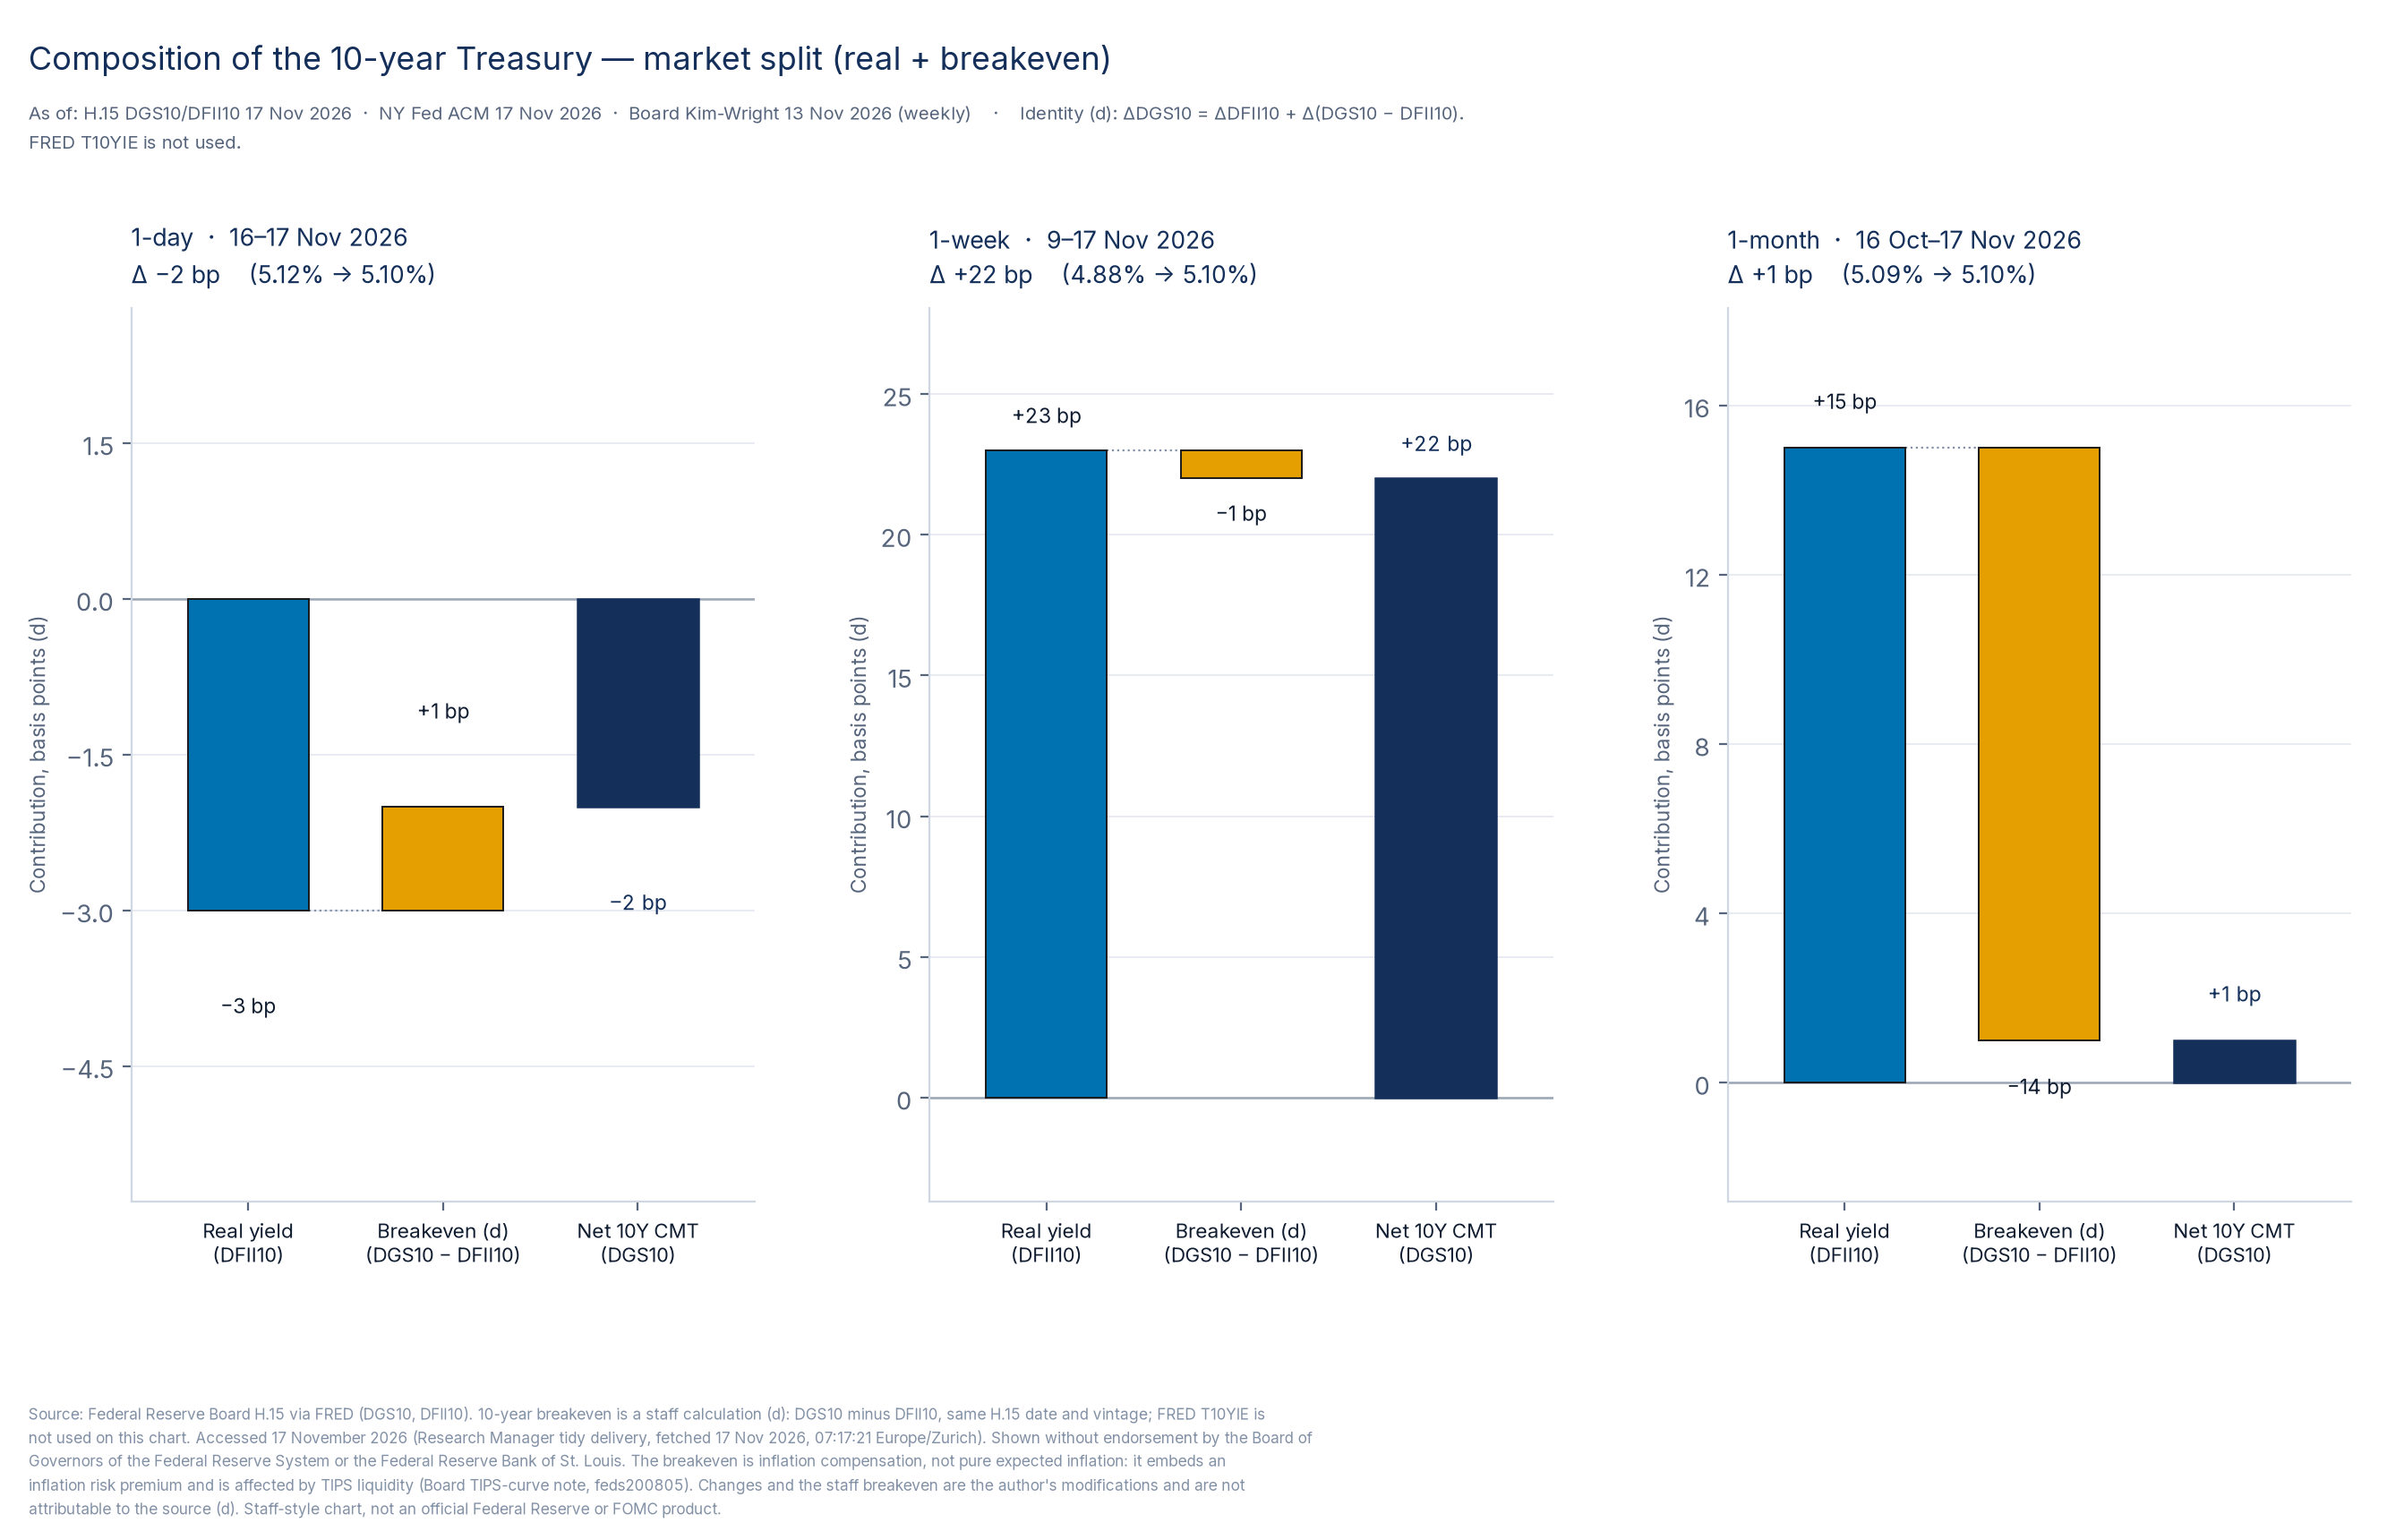 Composition of the 10-year Treasury — market split (real + breakeven)
As of: H.15 DGS10/DFII10 17 Nov 2026 · NY Fed ACM 17 Nov 2026 · Board Kim-Wright 13 Nov 2026 (weekly) · Identity (d): ΔDGS10 = ΔDFII10 + Δ(DGS10 − DFII10).
FRED T10YIE is not used.
1-day · 16–17 Nov 2026
Δ −2 bp (5.12% → 5.10%)
Contribution, basis points (d)
1.5
0.0
−1.5
−3.0
−4.5
−3 bp
+1 bp
−2 bp
Real yield
(DFII10)
Breakeven (d)
(DGS10 − DFII10)
Net 10Y CMT
(DGS10)
1-week · 9–17 Nov 2026
Δ +22 bp (4.88% → 5.10%)
Contribution, basis points (d)
25
20
15
10
5
0
+23 bp
−1 bp
+22 bp
Real yield
(DFII10)
Breakeven (d)
(DGS10 − DFII10)
Net 10Y CMT
(DGS10)
1-month · 16 Oct–17 Nov 2026
Δ +1 bp (5.09% → 5.10%)
Contribution, basis points (d)
16
12
8
4
0
+15 bp
−14 bp
+1 bp
Real yield
(DFII10)
Breakeven (d)
(DGS10 − DFII10)
Net 10Y CMT
(DGS10)
Source: Federal Reserve Board H.15 via FRED (DGS10, DFII10). 10-year breakeven is a staff calculation (d): DGS10 minus DFII10, same H.15 date and vintage; FRED T10YIE is
not used on this chart. Accessed 17 November 2026 (Research Manager tidy delivery, fetched 17 Nov 2026, 07:17:21 Europe/Zurich). Shown without endorsement by the Board of
Governors of the Federal Reserve System or the Federal Reserve Bank of St. Louis. The breakeven is inflation compensation, not pure expected inflation: it embeds an
inflation risk premium and is affected by TIPS liquidity (Board TIPS-curve note, feds200805). Changes and the staff breakeven are the author's modifications and are not
attributable to the source (d). Staff-style chart, not an official Federal Reserve or FOMC product.